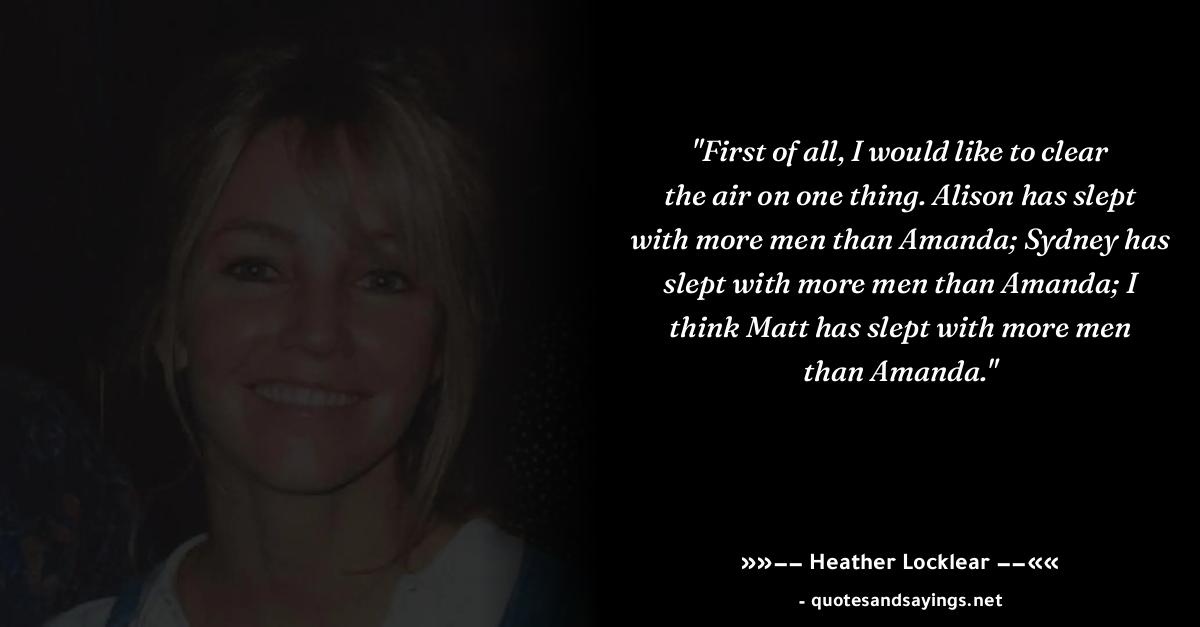 "First of all, I would like to clear
the air on one thing. Alison has slept
with more men than Amanda; Sydney has
slept with more men than Amanda; I
think Matt has slept with more men
than Amanda."
»»–– Heather Locklear ––««
- quotesandsayings.net